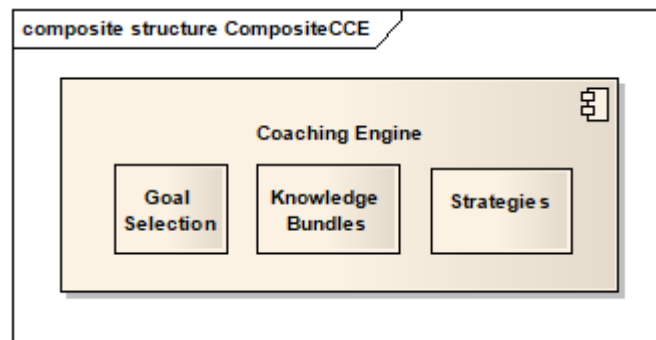 composite structure CompositeCCE
Coaching Engine
Goal
Selection
Knowledge
Bundles
Strategies